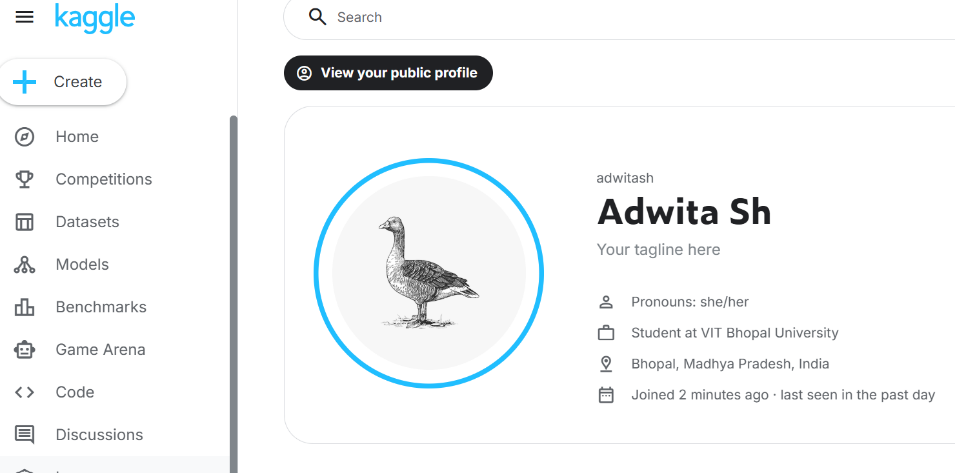 kaggle
Search
Create
View your public profile
Home
Competitions
Datasets
Models
Benchmarks
Game Arena
Code
Discussions
adwitash
Adwita Sh
Your tagline here
Pronouns: she/her
Student at VIT Bhopal University
Bhopal, Madhya Pradesh, India
Joined 2 minutes ago · last seen in the past day